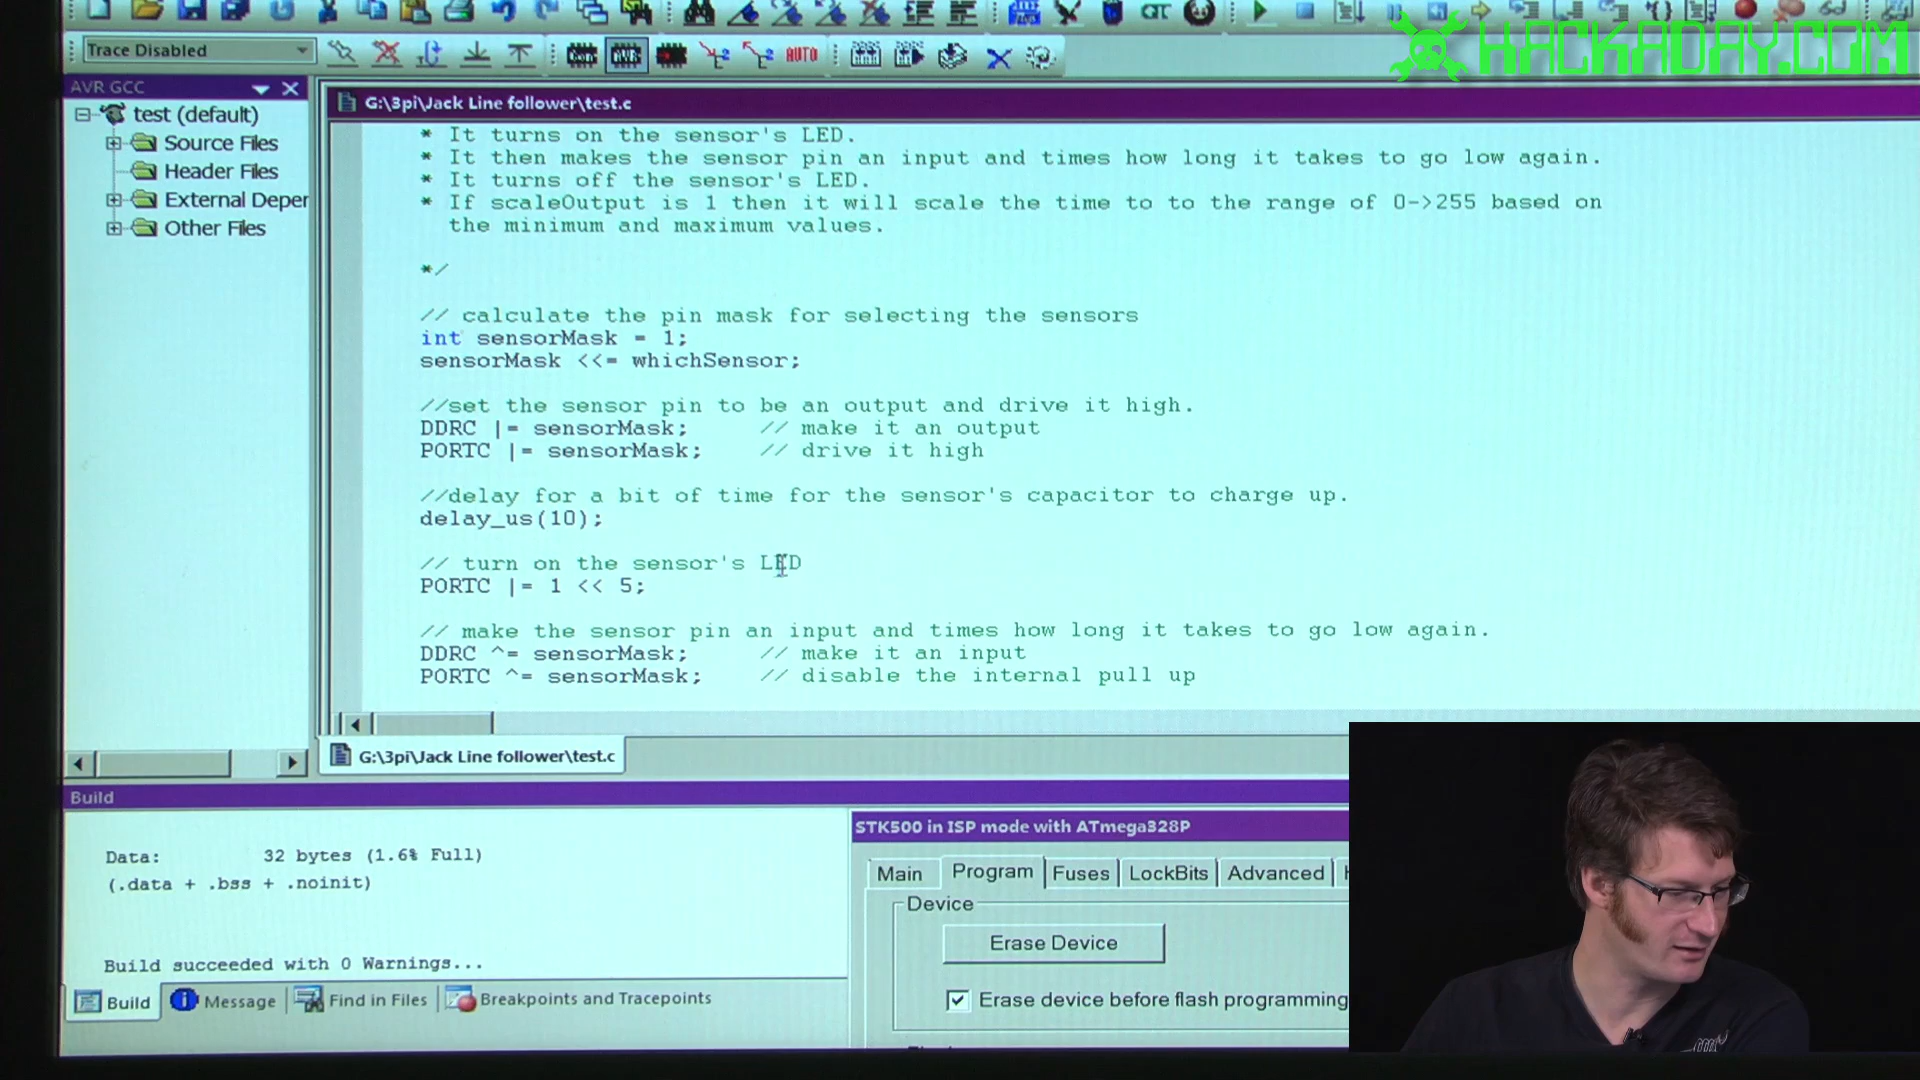 HACKADAY.COM
Trace Disabled
AUTO
AVR GCC
test (default)
Source Files
Header Files
External Deper
Other Files
G:\3pi\Jack Line follower\test.c
* It turns on the sensor's LED.
* It then makes the sensor pin an input and times how long it takes to go low again.
* It turns off the sensor's LED.
* If scaleOutput is 1 then it will scale the time to to the range of 0->255 based on
the minimum and maximum values.
*/
// calculate the pin mask for selecting the sensors
int sensorMask = 1;
sensorMask <<= whichSensor;
//set the sensor pin to be an output and drive it high.
DDRC |= sensorMask; // make it an output
PORTC |= sensorMask; // drive it high
//delay for a bit of time for the sensor's capacitor to charge up.
delay_us(10);
// turn on the sensor's LED
PORTC |= 1 << 5;
// make the sensor pin an input and times how long it takes to go low again.
DDRC ^= sensorMask; // make it an input
PORTC ^= sensorMask; // disable the internal pull up
G:\3pi\Jack Line follower\test.c
Build
Data: 32 bytes (1.6% Full)
(.data + .bss + .noinit)
Build succeeded with 0 Warnings...
Build Message Find in Files Breakpoints and Tracepoints
STK500 in ISP mode with ATmega328P
Main Program Fuses LockBits Advanced
Device
Erase Device
Erase device before flash programming